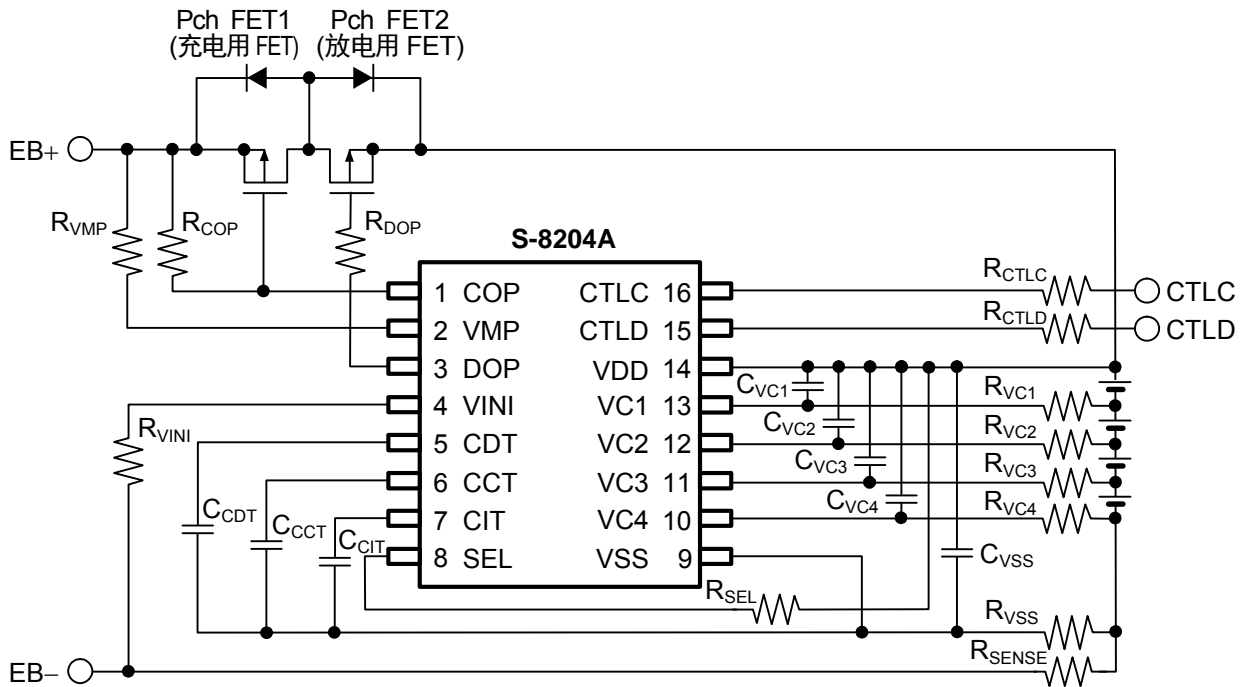 Pch FET1
(充电用 FET)
Pch FET2
(放电用 FET)
EB+
RVMP
RCOP
RDOP
S-8204A
1 COP
2 VMP
3 DOP
4 VINI
5 CDT
6 CCT
7 CIT
8 SEL
CTLC 16
CTLD 15
VDD 14
VC1 13
VC2 12
VC3 11
VC4 10
VSS 9
RCTLC
CTLC
RCTLD
CTLD
CVC1
RVC1
CVC2
RVC2
CVC3
RVC3
CVC4
RVC4
RVINI
CCDT
CCCT
CCIT
CVSS
RSEL
RVSS
RSENSE
EB−